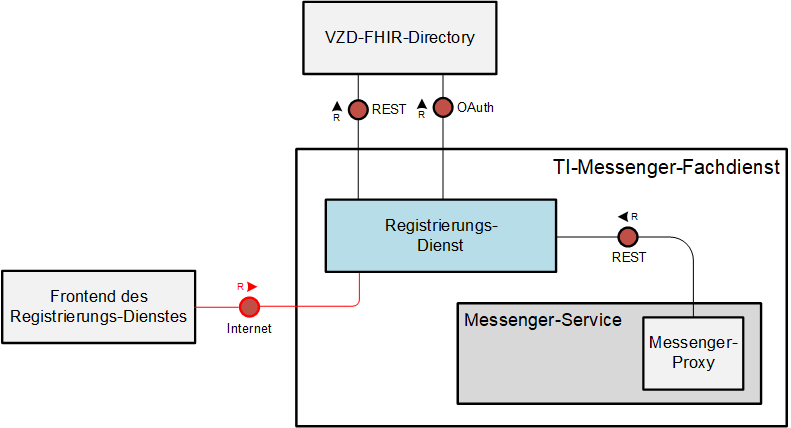 VZD-FHIR-Directory
R
REST
R
OAuth
TI-Messenger-Fachdienst
Registrierungs-
Dienst
R
REST
Frontend des
Registrierungs-Dienstes
R
Internet
Messenger-Service
Messenger-
Proxy